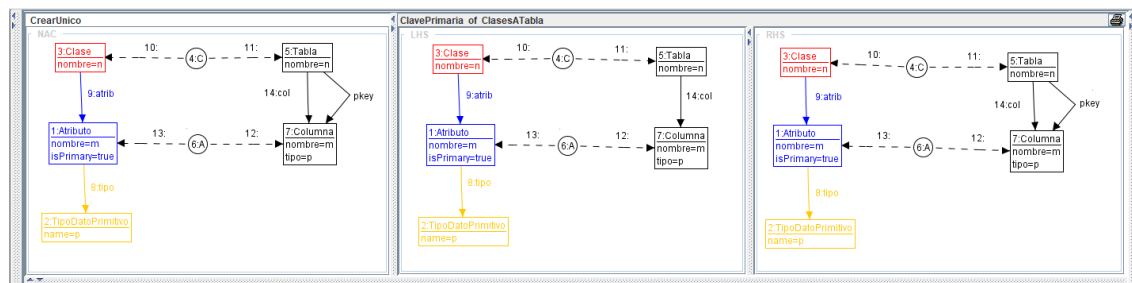 CrearUnico
ClavePrimaria of ClasesATabla
NAC
3:Clase
nombre=n
10:
4:C
11:
5:Tabla
nombre=n
9:atrib
14:col
pkey
1:Atributo
nombre=m
isPrimary=true
13:
6:A
12:
7:Columna
nombre=m
tipo=p
8:tipo
2:TipoDatoPrimitivo
name=p
LHS
3:Clase
nombre=n
10:
4:C
11:
5:Tabla
nombre=n
9:atrib
14:col
1:Atributo
nombre=m
isPrimary=true
13:
6:A
12:
7:Columna
nombre=m
tipo=p
8:tipo
2:TipoDatoPrimitivo
name=p
RHS
3:Clase
nombre=n
10:
4:C
11:
5:Tabla
nombre=n
9:atrib
14:col
pkey
1:Atributo
nombre=m
isPrimary=true
13:
6:A
12:
7:Columna
nombre=m
tipo=p
8:tipo
2:TipoDatoPrimitivo
name=p